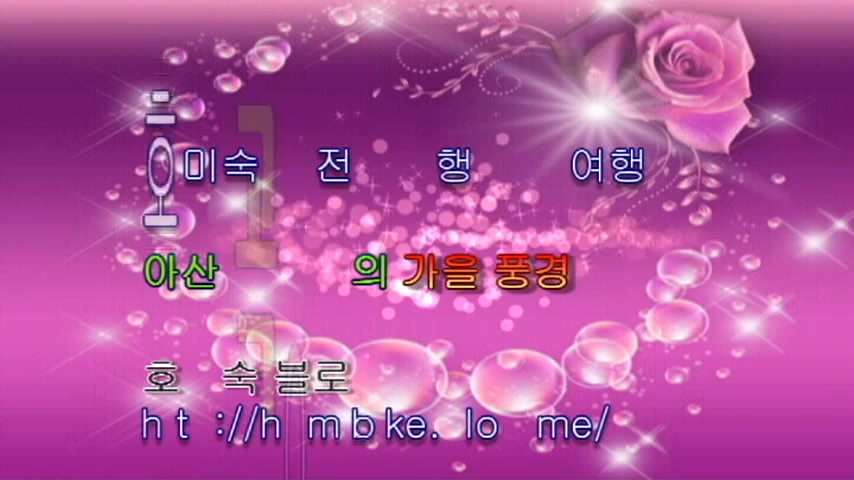 미숙 전 행 여행
아산 의 가을 풍경
호 숙 블로
ht ://h m b ke. lo me/